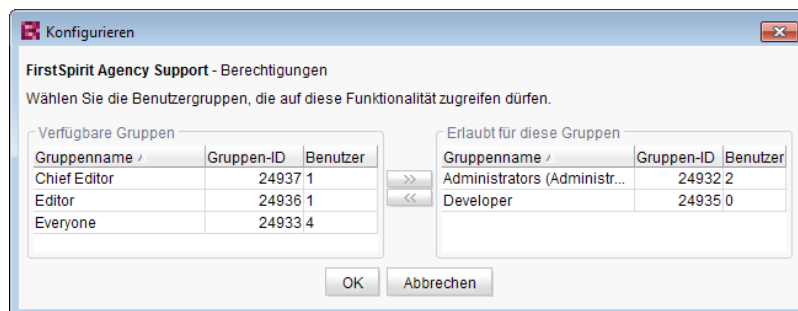 Konfigurieren
FirstSpirit Agency Support - Berechtigungen
Wählen Sie die Benutzergruppen, die auf diese Funktionalität zugreifen dürfen.
Verfügbare Gruppen
Gruppenname Gruppen-ID Benutzer
Chief Editor 24937 1
Editor 24936 1
Everyone 24933 4
>>
<<
Erlaubt für diese Gruppen
Gruppenname Gruppen-ID Benutzer
Administrators (Administr... 24932 2
Developer 24935 0
OK Abbrechen